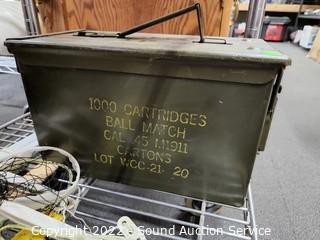 1000 CARTRIDGES
BALL MATCH
CAL .45 M1911
CARTONS
LOT WCC-21- 20
Copyright 2022 - Sound Auction Service